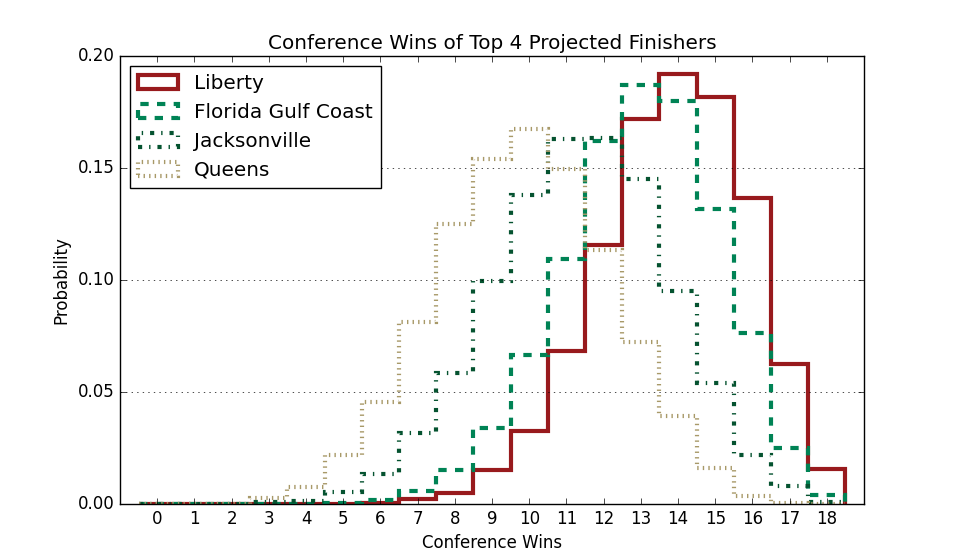 Conference Wins of Top 4 Projected Finishers
0.20
0.15
0.10
0.05
0.00
Probability
Liberty
Florida Gulf Coast
Jacksonville
Queens
0 1 2 3 4 5 6 7 8 9 10 11 12 13 14 15 16 17 18
Conference Wins